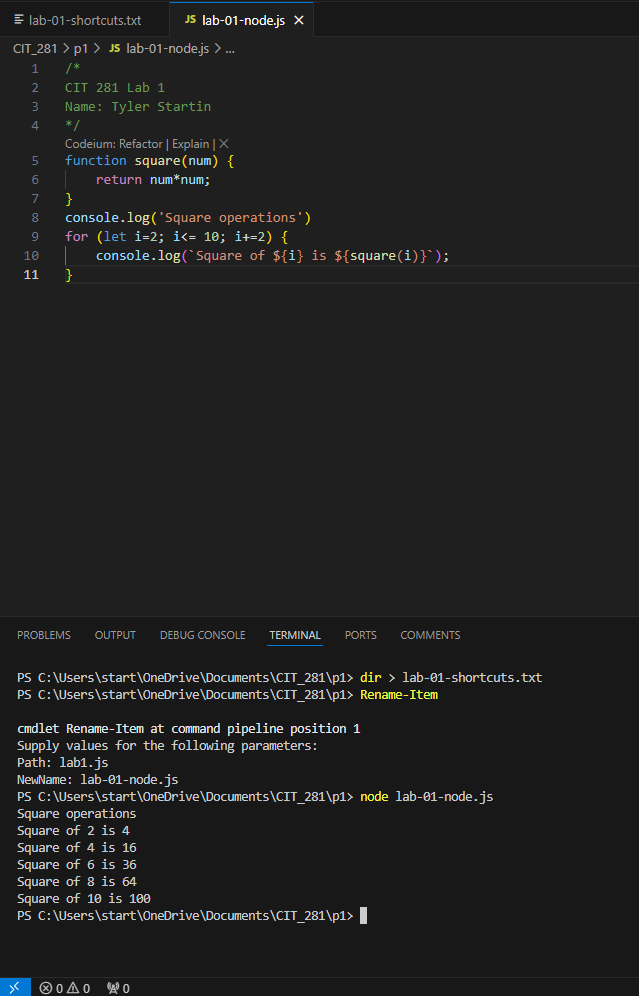 lab-01-shortcuts.txt JS lab-01-node.js
CIT_281 > p1 > JS lab-01-node.js > ...
1 /*
2 CIT 281 Lab 1
3 Name: Tyler Startin
4 */
Codeium: Refactor | Explain | X
5 function square(num) {
6     return num*num;
7 }
8 console.log('Square operations')
9 for (let i=2; i<= 10; i+=2) {
10     console.log(`Square of ${i} is ${square(i)}`);
11 }
PROBLEMS OUTPUT DEBUG CONSOLE TERMINAL PORTS COMMENTS
PS C:\Users\start\OneDrive\Documents\CIT_281\p1> dir > lab-01-shortcuts.txt
PS C:\Users\start\OneDrive\Documents\CIT_281\p1> Rename-Item
cmdlet Rename-Item at command pipeline position 1
Supply values for the following parameters:
Path: lab1.js
NewName: lab-01-node.js
PS C:\Users\start\OneDrive\Documents\CIT_281\p1> node lab-01-node.js
Square operations
Square of 2 is 4
Square of 4 is 16
Square of 6 is 36
Square of 8 is 64
Square of 10 is 100
PS C:\Users\start\OneDrive\Documents\CIT_281\p1>
0 0 0